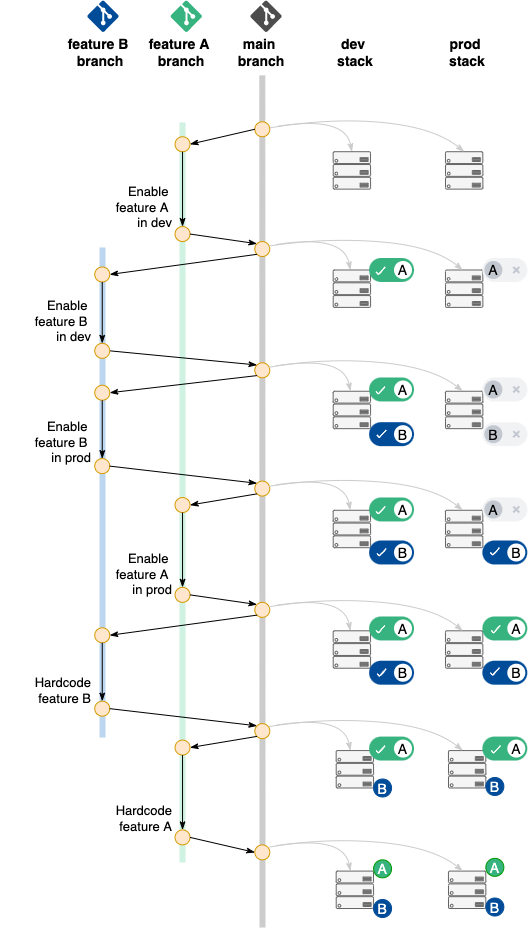 feature B
branch
feature A
branch
main
branch
dev
stack
prod
stack
Enable
feature A
in dev
A
A
Enable
feature B
in dev
A
A
B
B
Enable
feature B
in prod
A
A
B
B
Enable
feature A
in prod
A
A
B
B
Hardcode
feature B
A
A
B
B
Hardcode
feature A
A
A
B
B